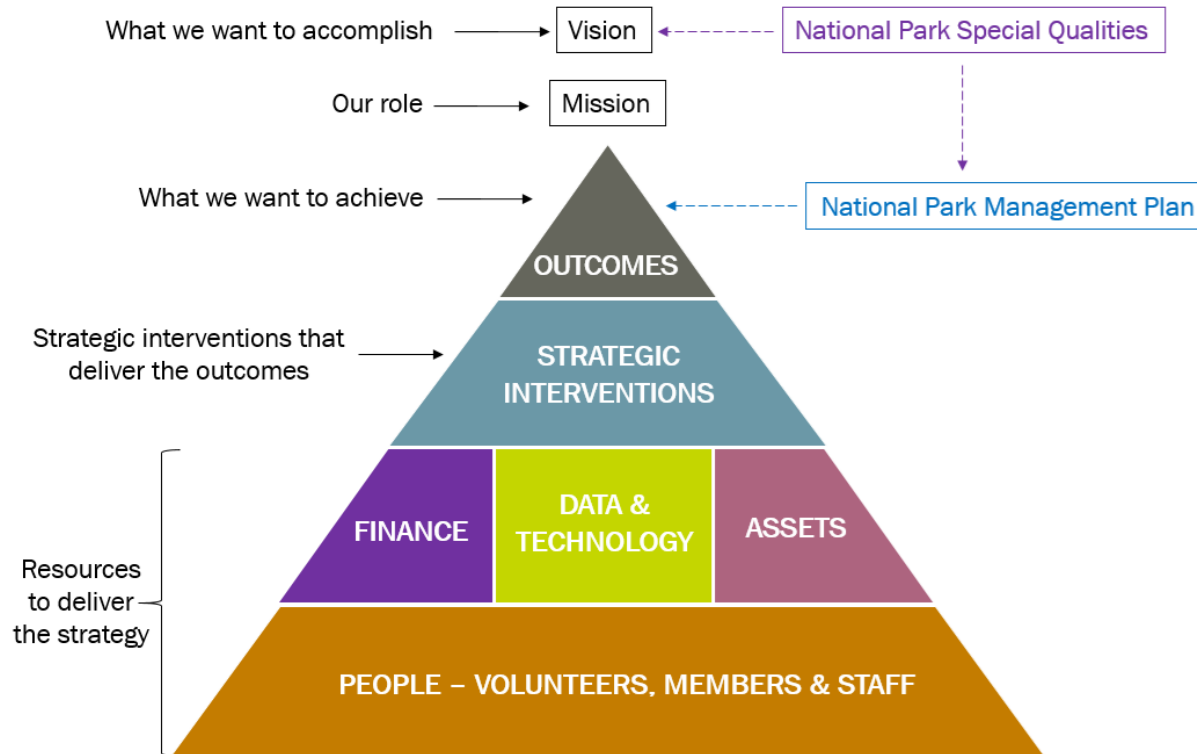 What we want to accomplish
Vision
National Park Special Qualities
Our role
Mission
What we want to achieve
National Park Management Plan
OUTCOMES
Strategic interventions that
deliver the outcomes
STRATEGIC
INTERVENTIONS
FINANCE
DATA &
TECHNOLOGY
ASSETS
Resources
to deliver
the strategy
PEOPLE – VOLUNTEERS, MEMBERS & STAFF